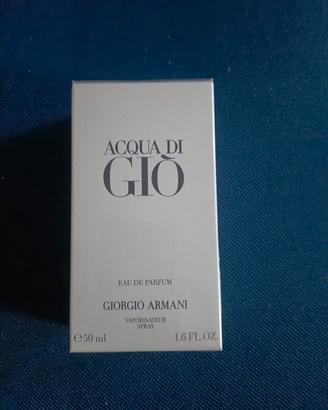 ACQUA DI
GIÒ
EAU DE PARFUM
GIORGIO ARMANI
VAPORISATEUR
SPRAY
℮50 ml 1.6 FL.OZ.